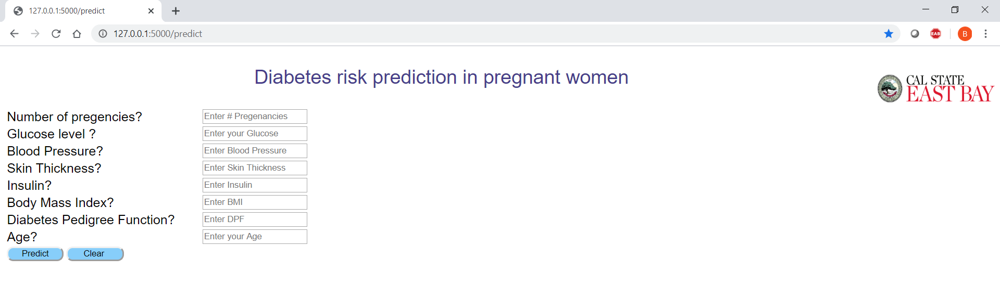 127.0.0.1:5000/predict
127.0.0.1:5000/predict
EAB
B
Diabetes risk prediction in pregnant women
CAL STATE
EAST BAY
Number of pregencies? Enter # Pregenancies
Glucose level ? Enter your Glucose
Blood Pressure? Enter Blood Pressure
Skin Thickness? Enter Skin Thickness
Insulin? Enter Insulin
Body Mass Index? Enter BMI
Diabetes Pedigree Function? Enter DPF
Age? Enter your Age
Predict Clear